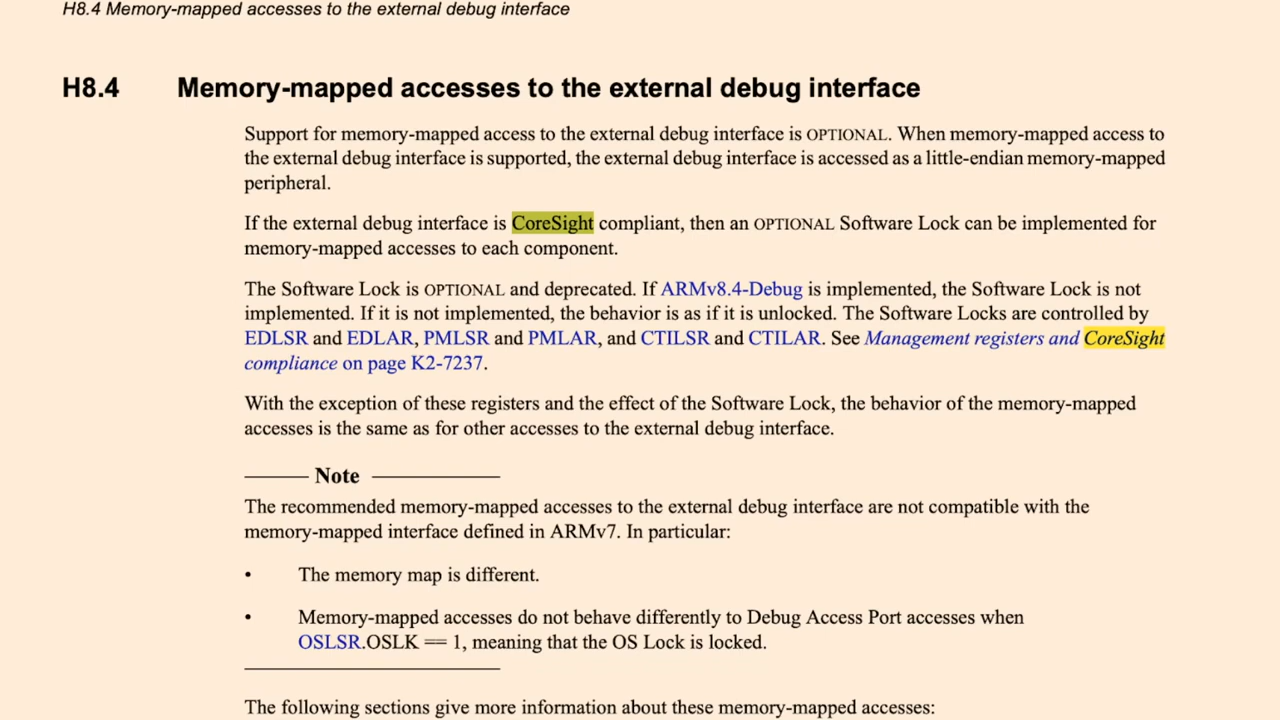 H8.4 Memory-mapped accesses to the external debug interface
H8.4 Memory-mapped accesses to the external debug interface
Support for memory-mapped access to the external debug interface is OPTIONAL. When memory-mapped access to
the external debug interface is supported, the external debug interface is accessed as a little-endian memory-mapped
peripheral.
If the external debug interface is CoreSight compliant, then an OPTIONAL Software Lock can be implemented for
memory-mapped accesses to each component.
The Software Lock is OPTIONAL and deprecated. If ARMv8.4-Debug is implemented, the Software Lock is not
implemented. If it is not implemented, the behavior is as if it is unlocked. The Software Locks are controlled by
EDLSR and EDLAR, PMLSR and PMLAR, and CTILSR and CTILAR. See Management registers and CoreSight
compliance on page K2-7237.
With the exception of these registers and the effect of the Software Lock, the behavior of the memory-mapped
accesses is the same as for other accesses to the external debug interface.
Note
The recommended memory-mapped accesses to the external debug interface are not compatible with the
memory-mapped interface defined in ARMv7. In particular:
• The memory map is different.
• Memory-mapped accesses do not behave differently to Debug Access Port accesses when
OSLSR.OSLK == 1, meaning that the OS Lock is locked.
The following sections give more information about these memory-mapped accesses: